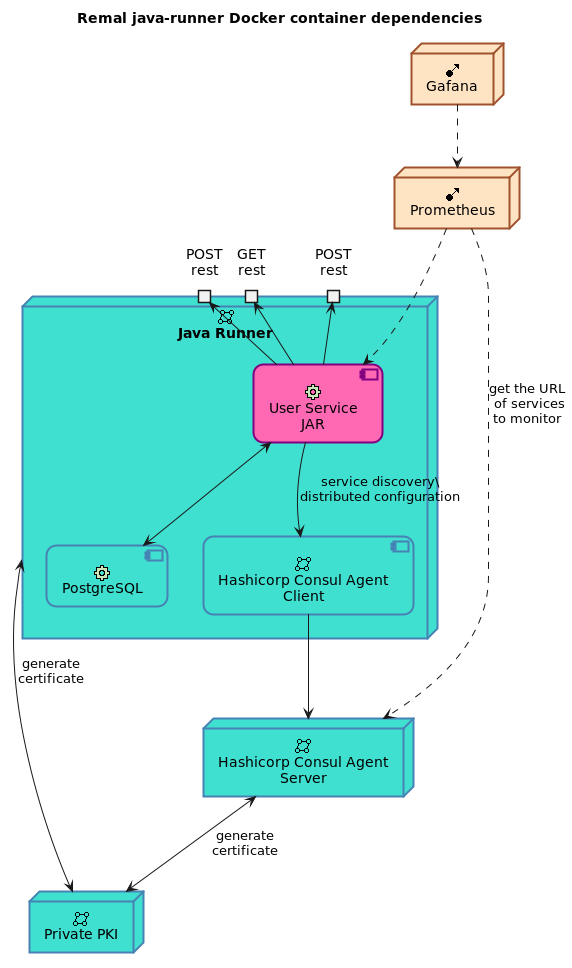 Remal java-runner Docker container dependencies
Gafana
Prometheus
POST
rest
GET
rest
POST
rest
Java Runner
get the URL
of services
to monitor
User Service
JAR
service discovery\
distributed configuration
PostgreSQL
Hashicorp Consul Agent
Client
generate
certificate
Hashicorp Consul Agent
Server
generate
certificate
Private PKI